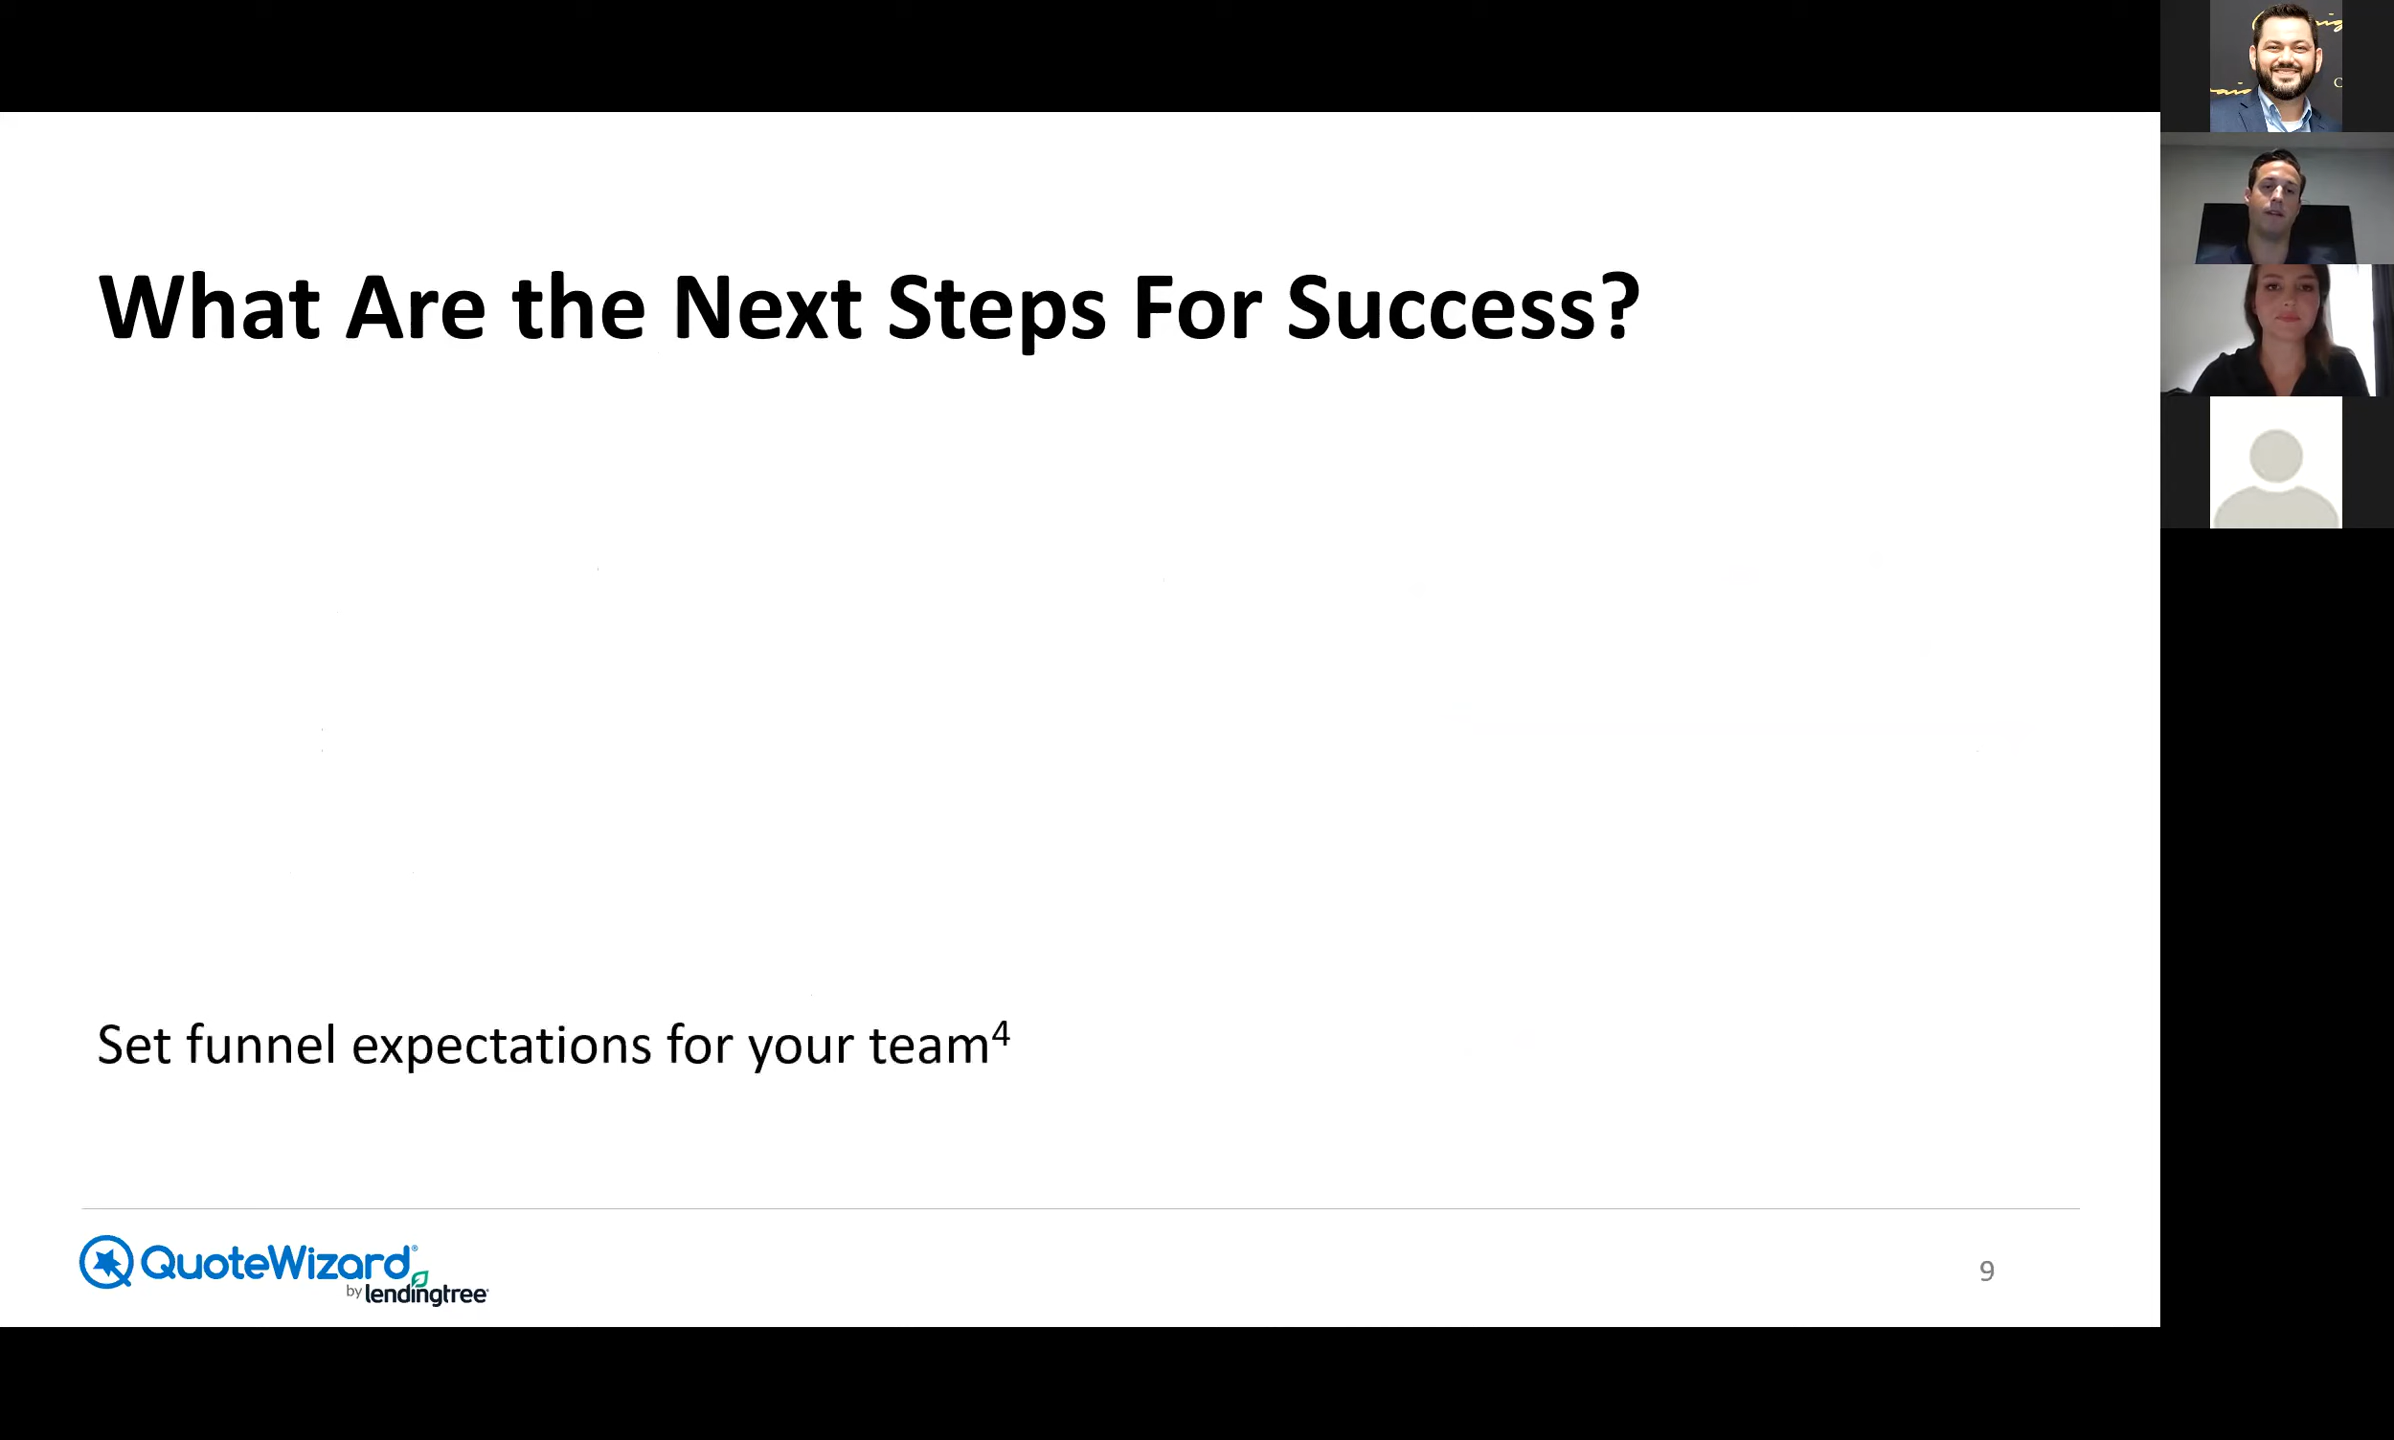 What Are the Next Steps For Success?
Set funnel expectations for your team⁴
QuoteWizard®
by lendingtree®
9